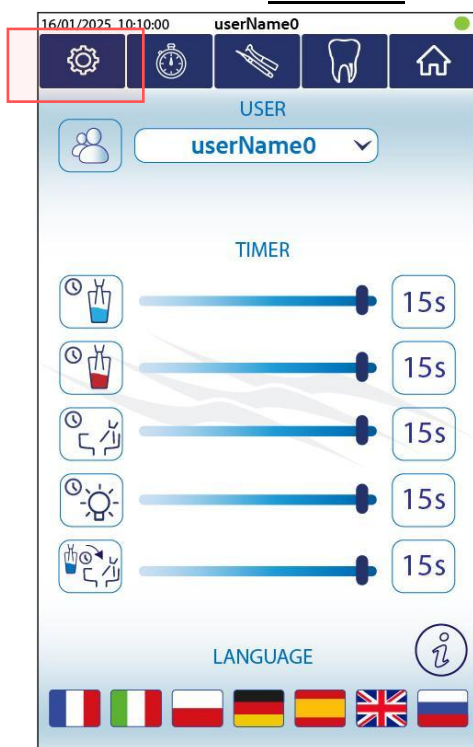 16/01/2025 10:10:00 userName0
USER
userName0
TIMER
15s
15s
15s
15s
15s
i
LANGUAGE